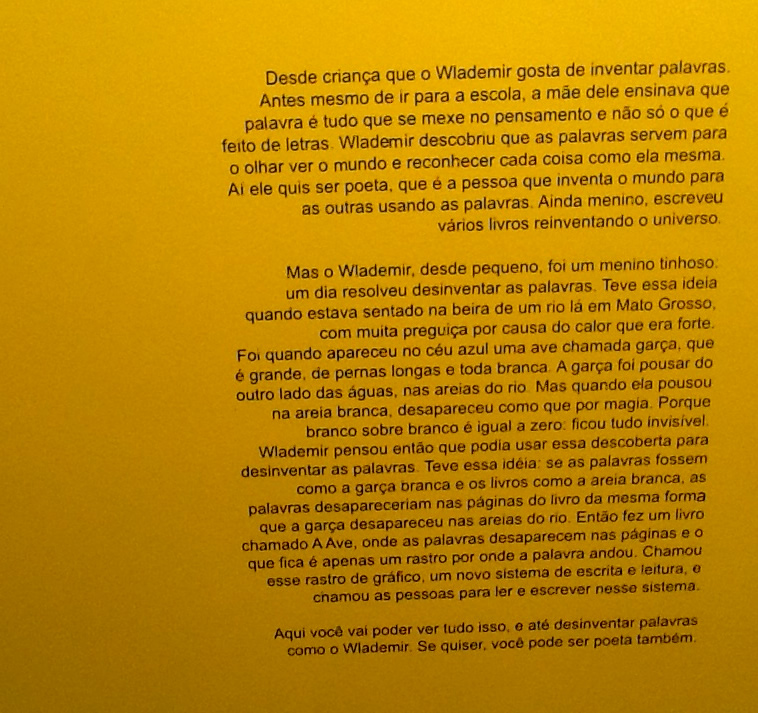 Desde criança que o Wlademir gosta de inventar palavras.
Antes mesmo de ir para a escola, a mãe dele ensinava que
palavra é tudo que se mexe no pensamento e não só o que é
feito de letras. Wlademir descobriu que as palavras servem para
o olhar ver o mundo e reconhecer cada coisa como ela mesma.
Aí ele quis ser poeta, que é a pessoa que inventa o mundo para
as outras usando as palavras. Ainda menino, escreveu
vários livros reinventando o universo.
Mas o Wlademir, desde pequeno, foi um menino tinhoso:
um dia resolveu desinventar as palavras. Teve essa ideia
quando estava sentado na beira de um rio lá em Mato Grosso,
com muita preguiça por causa do calor que era forte.
Foi quando apareceu no céu azul uma ave chamada garça, que
é grande, de pernas longas e toda branca. A garça foi pousar do
outro lado das águas, nas areias do rio. Mas quando ela pousou
na areia branca, desapareceu como que por magia. Porque
branco sobre branco é igual a zero: ficou tudo invisível.
Wlademir pensou então que podia usar essa descoberta para
desinventar as palavras. Teve essa idéia: se as palavras fossem
como a garça branca e os livros como a areia branca, as
palavras desapareceriam nas páginas do livro da mesma forma
que a garça desapareceu nas areias do rio. Então fez um livro
chamado A Ave, onde as palavras desaparecem nas páginas e o
que fica é apenas um rastro por onde a palavra andou. Chamou
esse rastro de gráfico, um novo sistema de escrita e leitura, e
chamou as pessoas para ler e escrever nesse sistema.
Aqui você vai poder ver tudo isso, e até desinventar palavras
como o Wlademir. Se quiser, você pode ser poeta também.